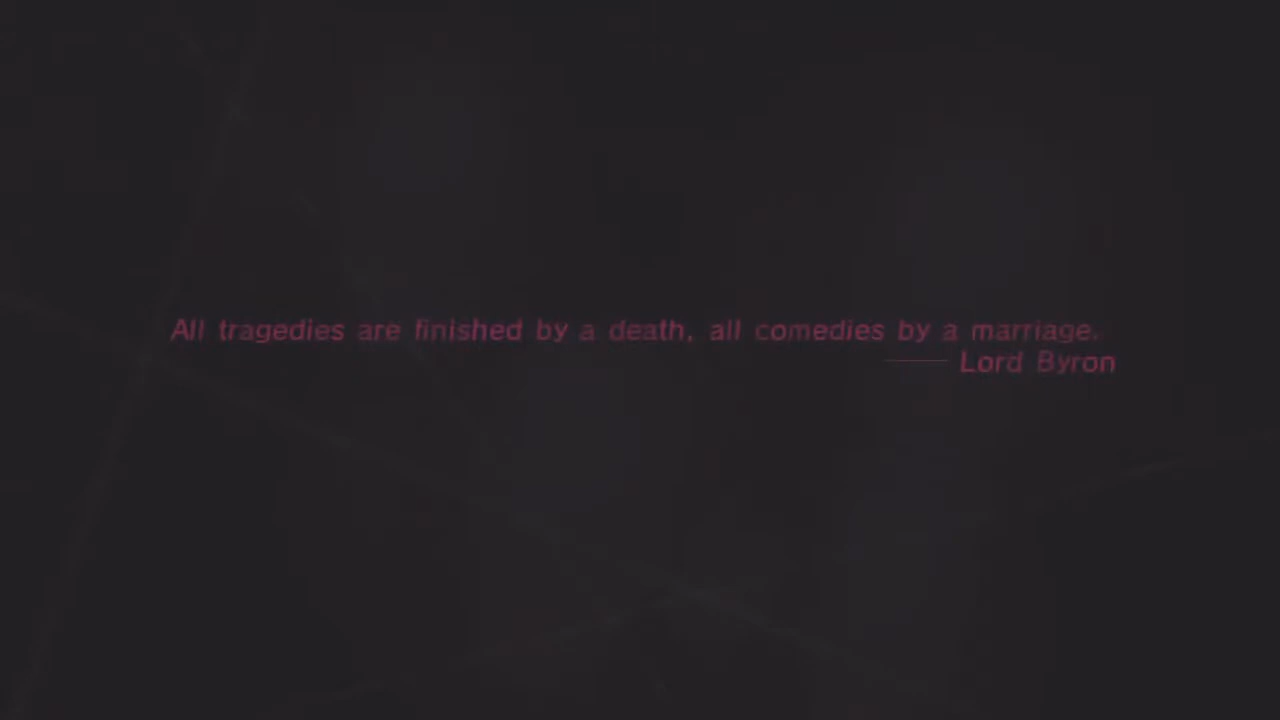 All tragedies are finished by a death, all comedies by a marriage.
—— Lord Byron